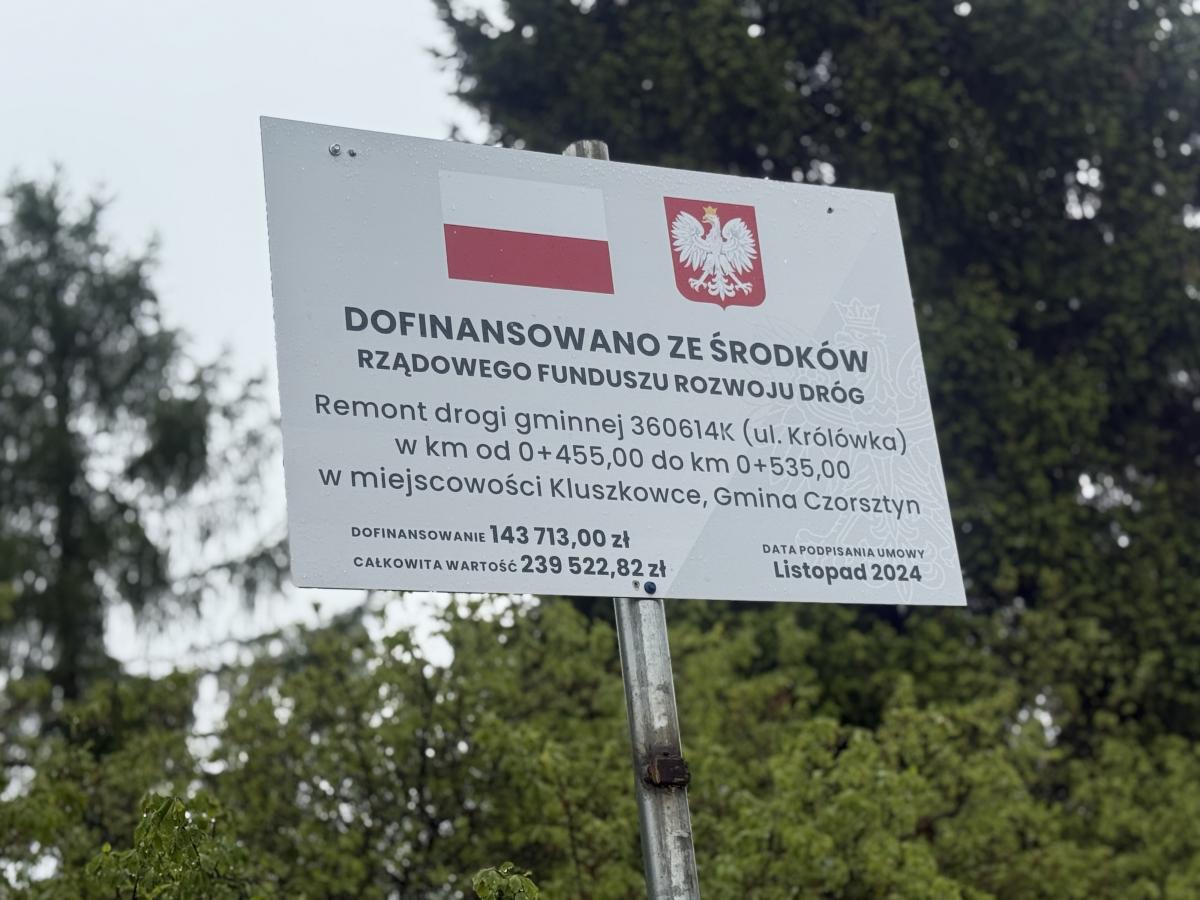 DOFINANSOWANO ZE ŚRODKÓW
RZĄDOWEGO FUNDUSZU ROZWOJU DRÓG
Remont drogi gminnej 360614K (ul. Królówka)
w km od 0+455,00 do km 0+535,00
w miejscowości Kluszkowce, Gmina Czorsztyn
DOFINANSOWANIE 143 713,00 zł
CAŁKOWITA WARTOŚĆ 239 522,82 zł
DATA PODPISANIA UMOWY
Listopad 2024